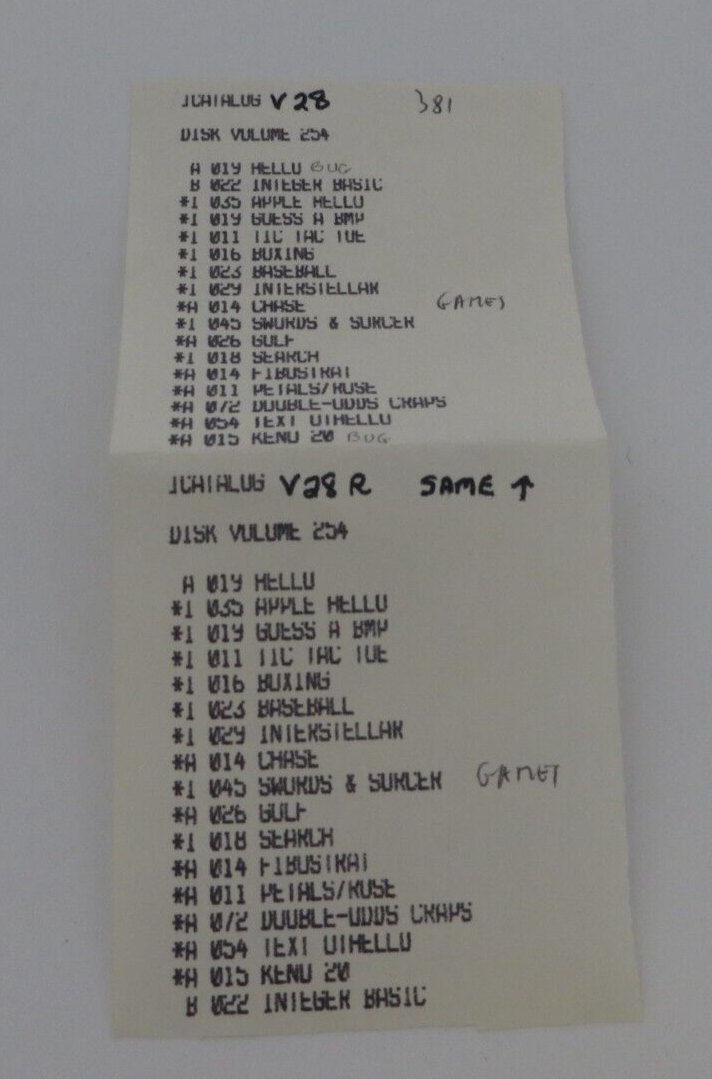 ]CATALOG V28 381
DISK VOLUME 254
A 019 HELLO BUG
B 022 INTEGER BASIC
*I 035 APPLE HELLO
*I 019 GUESS A BMP
*I 011 TIC TAC TOE
*I 016 BOXING
*I 023 BASEBALL
*I 029 INTERSTELLAR
*A 014 CHASE GAMES
*I 045 SWORDS & SORCER
*A 026 GOLF
*I 018 SEARCH
*A 014 FIBOSTRAT
*A 011 PETALS/ROSE
*A 072 DOUBLE-ODDS CRAPS
*A 054 TEXT OTHELLO
*A 015 KENO 20 BUG
]CATALOG V28 R SAME ↑
DISK VOLUME 254
A 019 HELLO
*I 035 APPLE HELLO
*I 019 GUESS A BMP
*I 011 TIC TAC TOE
*I 016 BOXING
*I 023 BASEBALL
*I 029 INTERSTELLAR
*A 014 CHASE
*I 045 SWORDS & SORCER GAMES
*A 026 GOLF
*I 018 SEARCH
*A 014 FIBOSTRAT
*A 011 PETALS/ROSE
*A 072 DOUBLE-ODDS CRAPS
*A 054 TEXT OTHELLO
*A 015 KENO 20
B 022 INTEGER BASIC